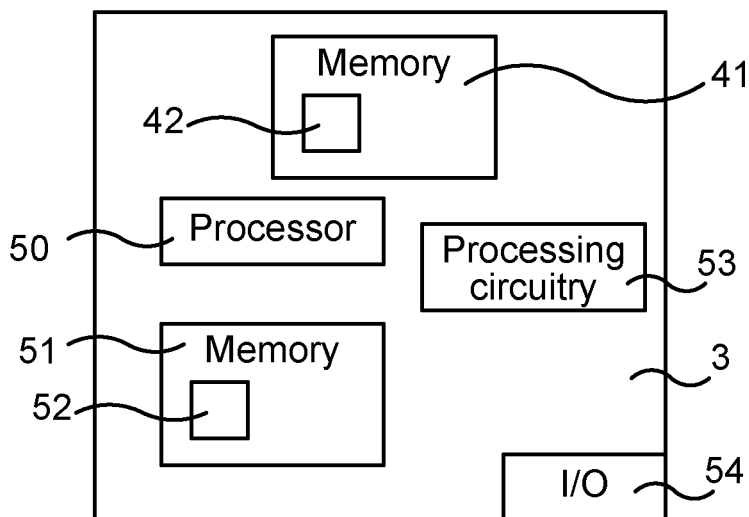 Memory
41
42
Processor
50
Processing
circuitry
53
51
Memory
3
52
I/O
54